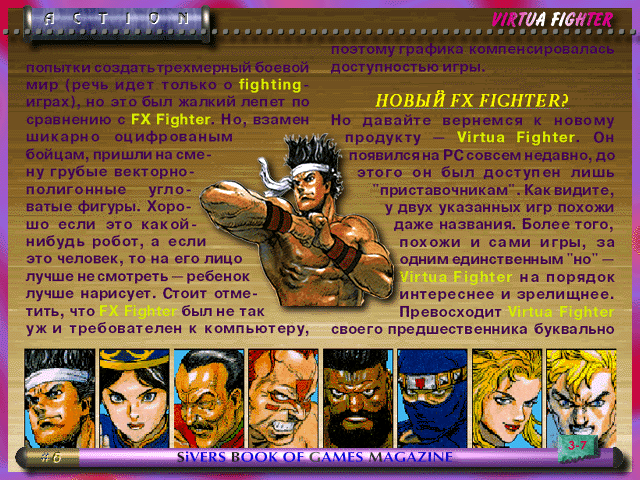 ACTION
VIRTUA FIGHTER
попытки создать трехмерный боевой
мир (речь идет только о fighting-
играх), но это был жалкий лепет по
сравнению с FX Fighter. Но, взамен
шикарно оцифрованым
бойцам, пришли на сме-
ну грубые векторно-
полигонные угло-
ватые фигуры. Хоро-
шо если это какой-
нибудь робот, а если
это человек, то на его лицо
лучше не смотреть — ребенок
лучше нарисует. Стоит отме-
тить, что FX Fighter был не так
уж и требователен к компьютеру,
поэтому графика компенсировалась
доступностью игры.
НОВЫЙ FX FIGHTER?
Но давайте вернемся к новому
продукту — Virtua Fighter. Он
появился на PC совсем недавно, до
этого он был доступен лишь
"приставочникам". Как видите,
у двух указанных игр похожи
даже названия. Более того,
похожи и сами игры, за
одним единственным "но" —
Virtua Fighter на порядок
интереснее и зрелищнее.
Превосходит Virtua Fighter
своего предшественника буквально
#6
SiVERS BOOK OF GAMES MAGAZINE
3-7